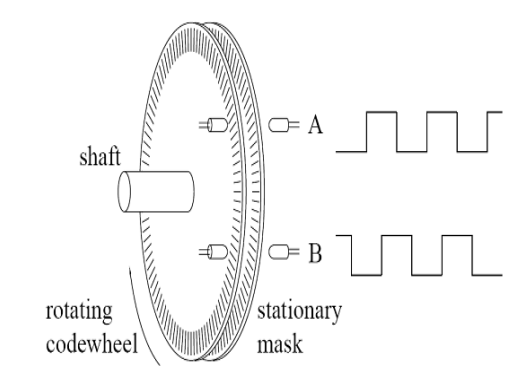 A
shaft
B
rotating
codewheel
stationary
mask